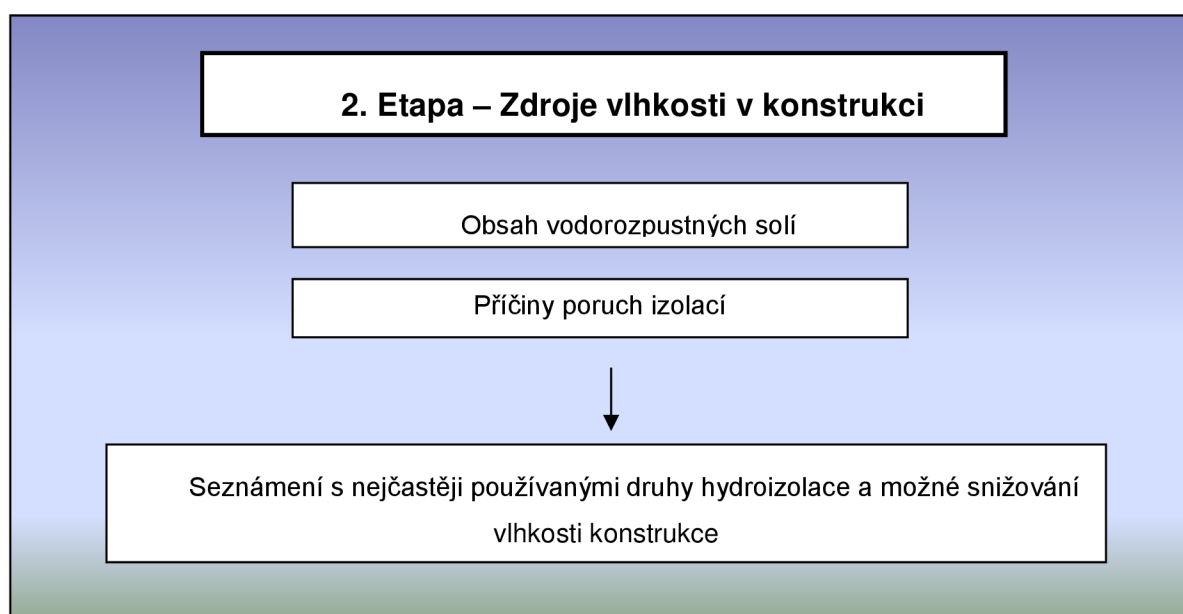 2. Etapa – Zdroje vlhkosti v konstrukci
Obsah vodorozpustných solí
Příčiny poruch izolací
Seznámení s nejčastěji používanými druhy hydroizolace a možné snižování
vlhkosti konstrukce